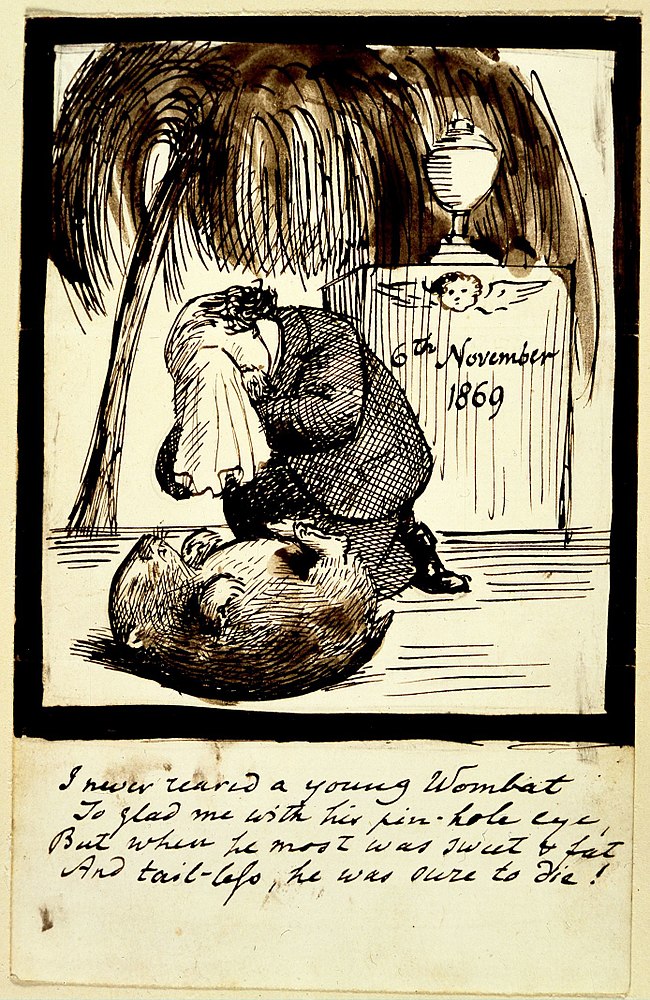 6th November
1869
I never reared a young Wombat
To glad me with his pin-hole eye,
But when he most was sweet & fat
And tail-less, he was sure to die!